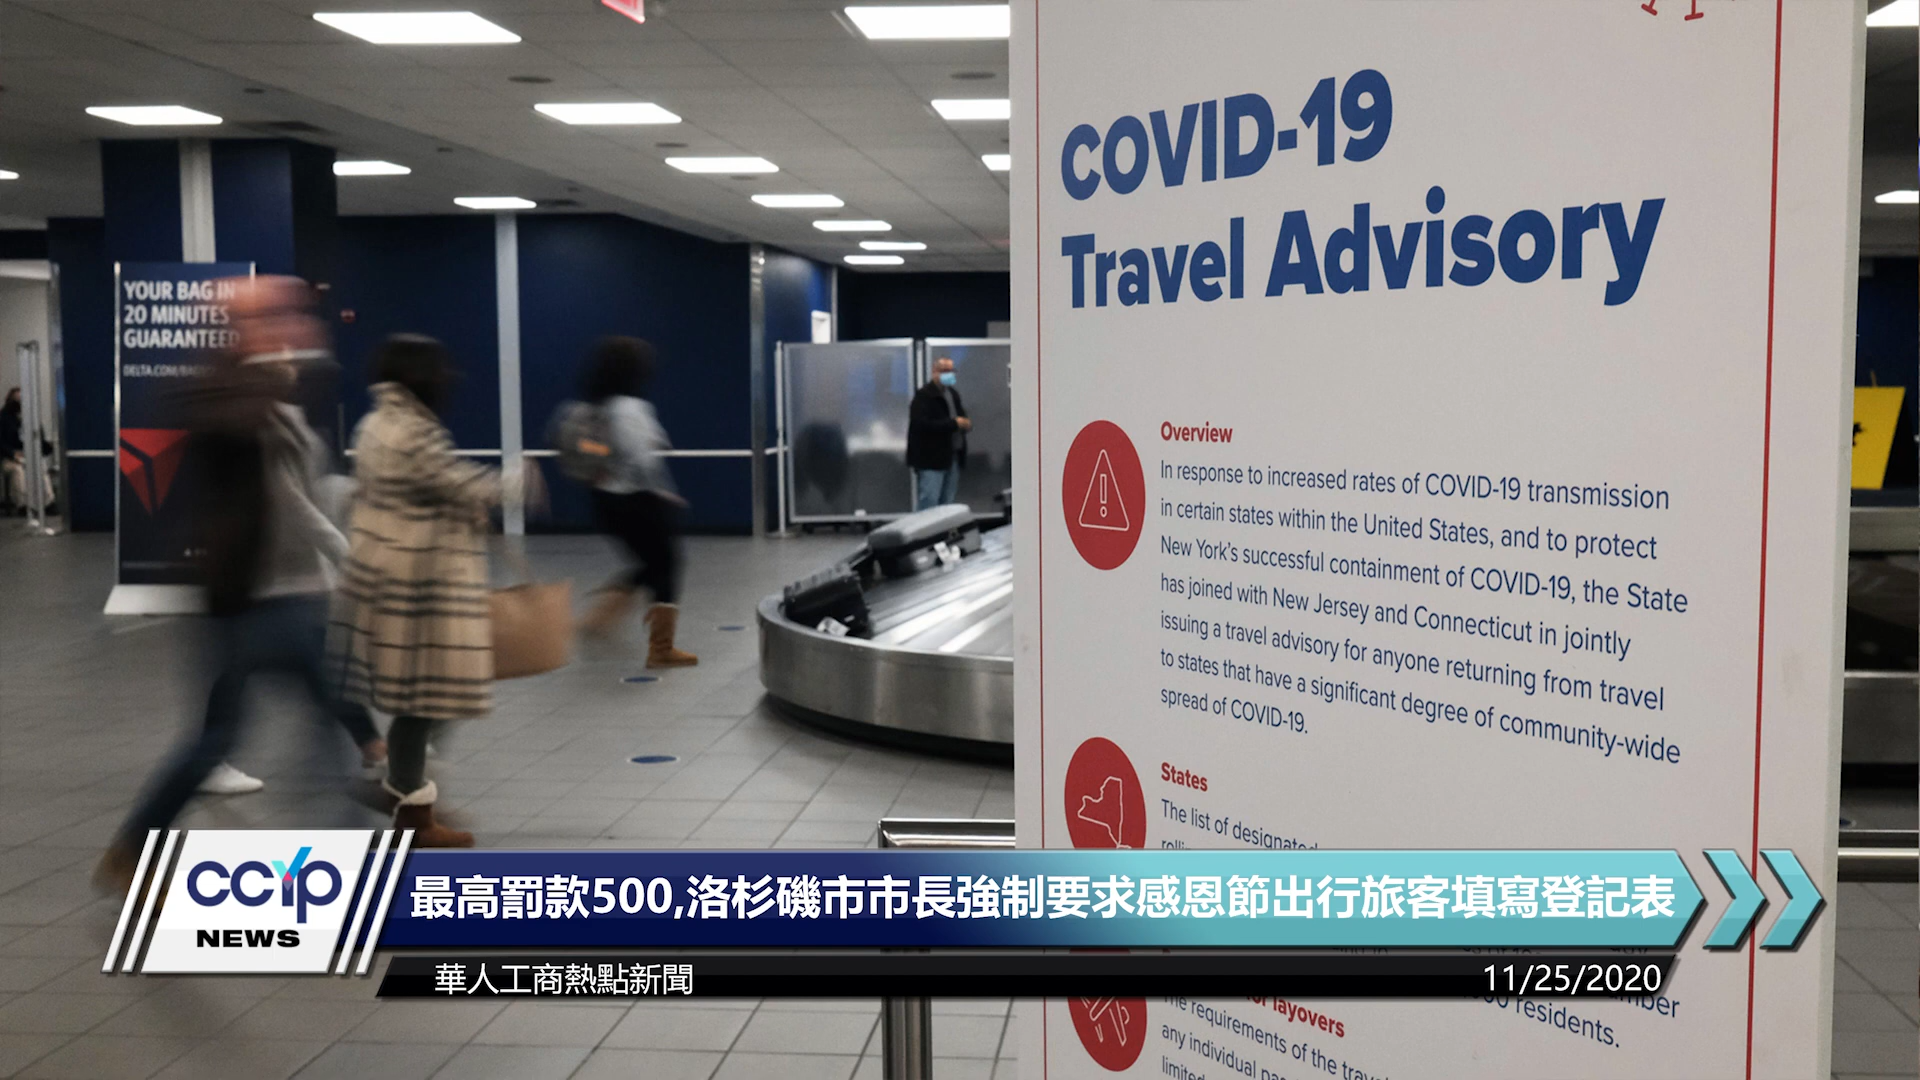 COVID-19
Travel Advisory
YOUR BAG IN
20 MINUTES
GUARANTEED
Overview
In response to increased rates of COVID-19 transmission
in certain states within the United States, and to protect
New York's successful containment of COVID-19, the State
has joined with New Jersey and Connecticut in jointly
issuing a travel advisory for anyone returning from travel
to states that have a significant degree of community-wide
spread of COVID-19.
States
The list of designated
layovers
The requirements of the
any individual
residents.
CCYP
NEWS
最高罰款500,洛杉磯市市長強制要求感恩節出行旅客填寫登記表
華人工商熱點新聞
11/25/2020